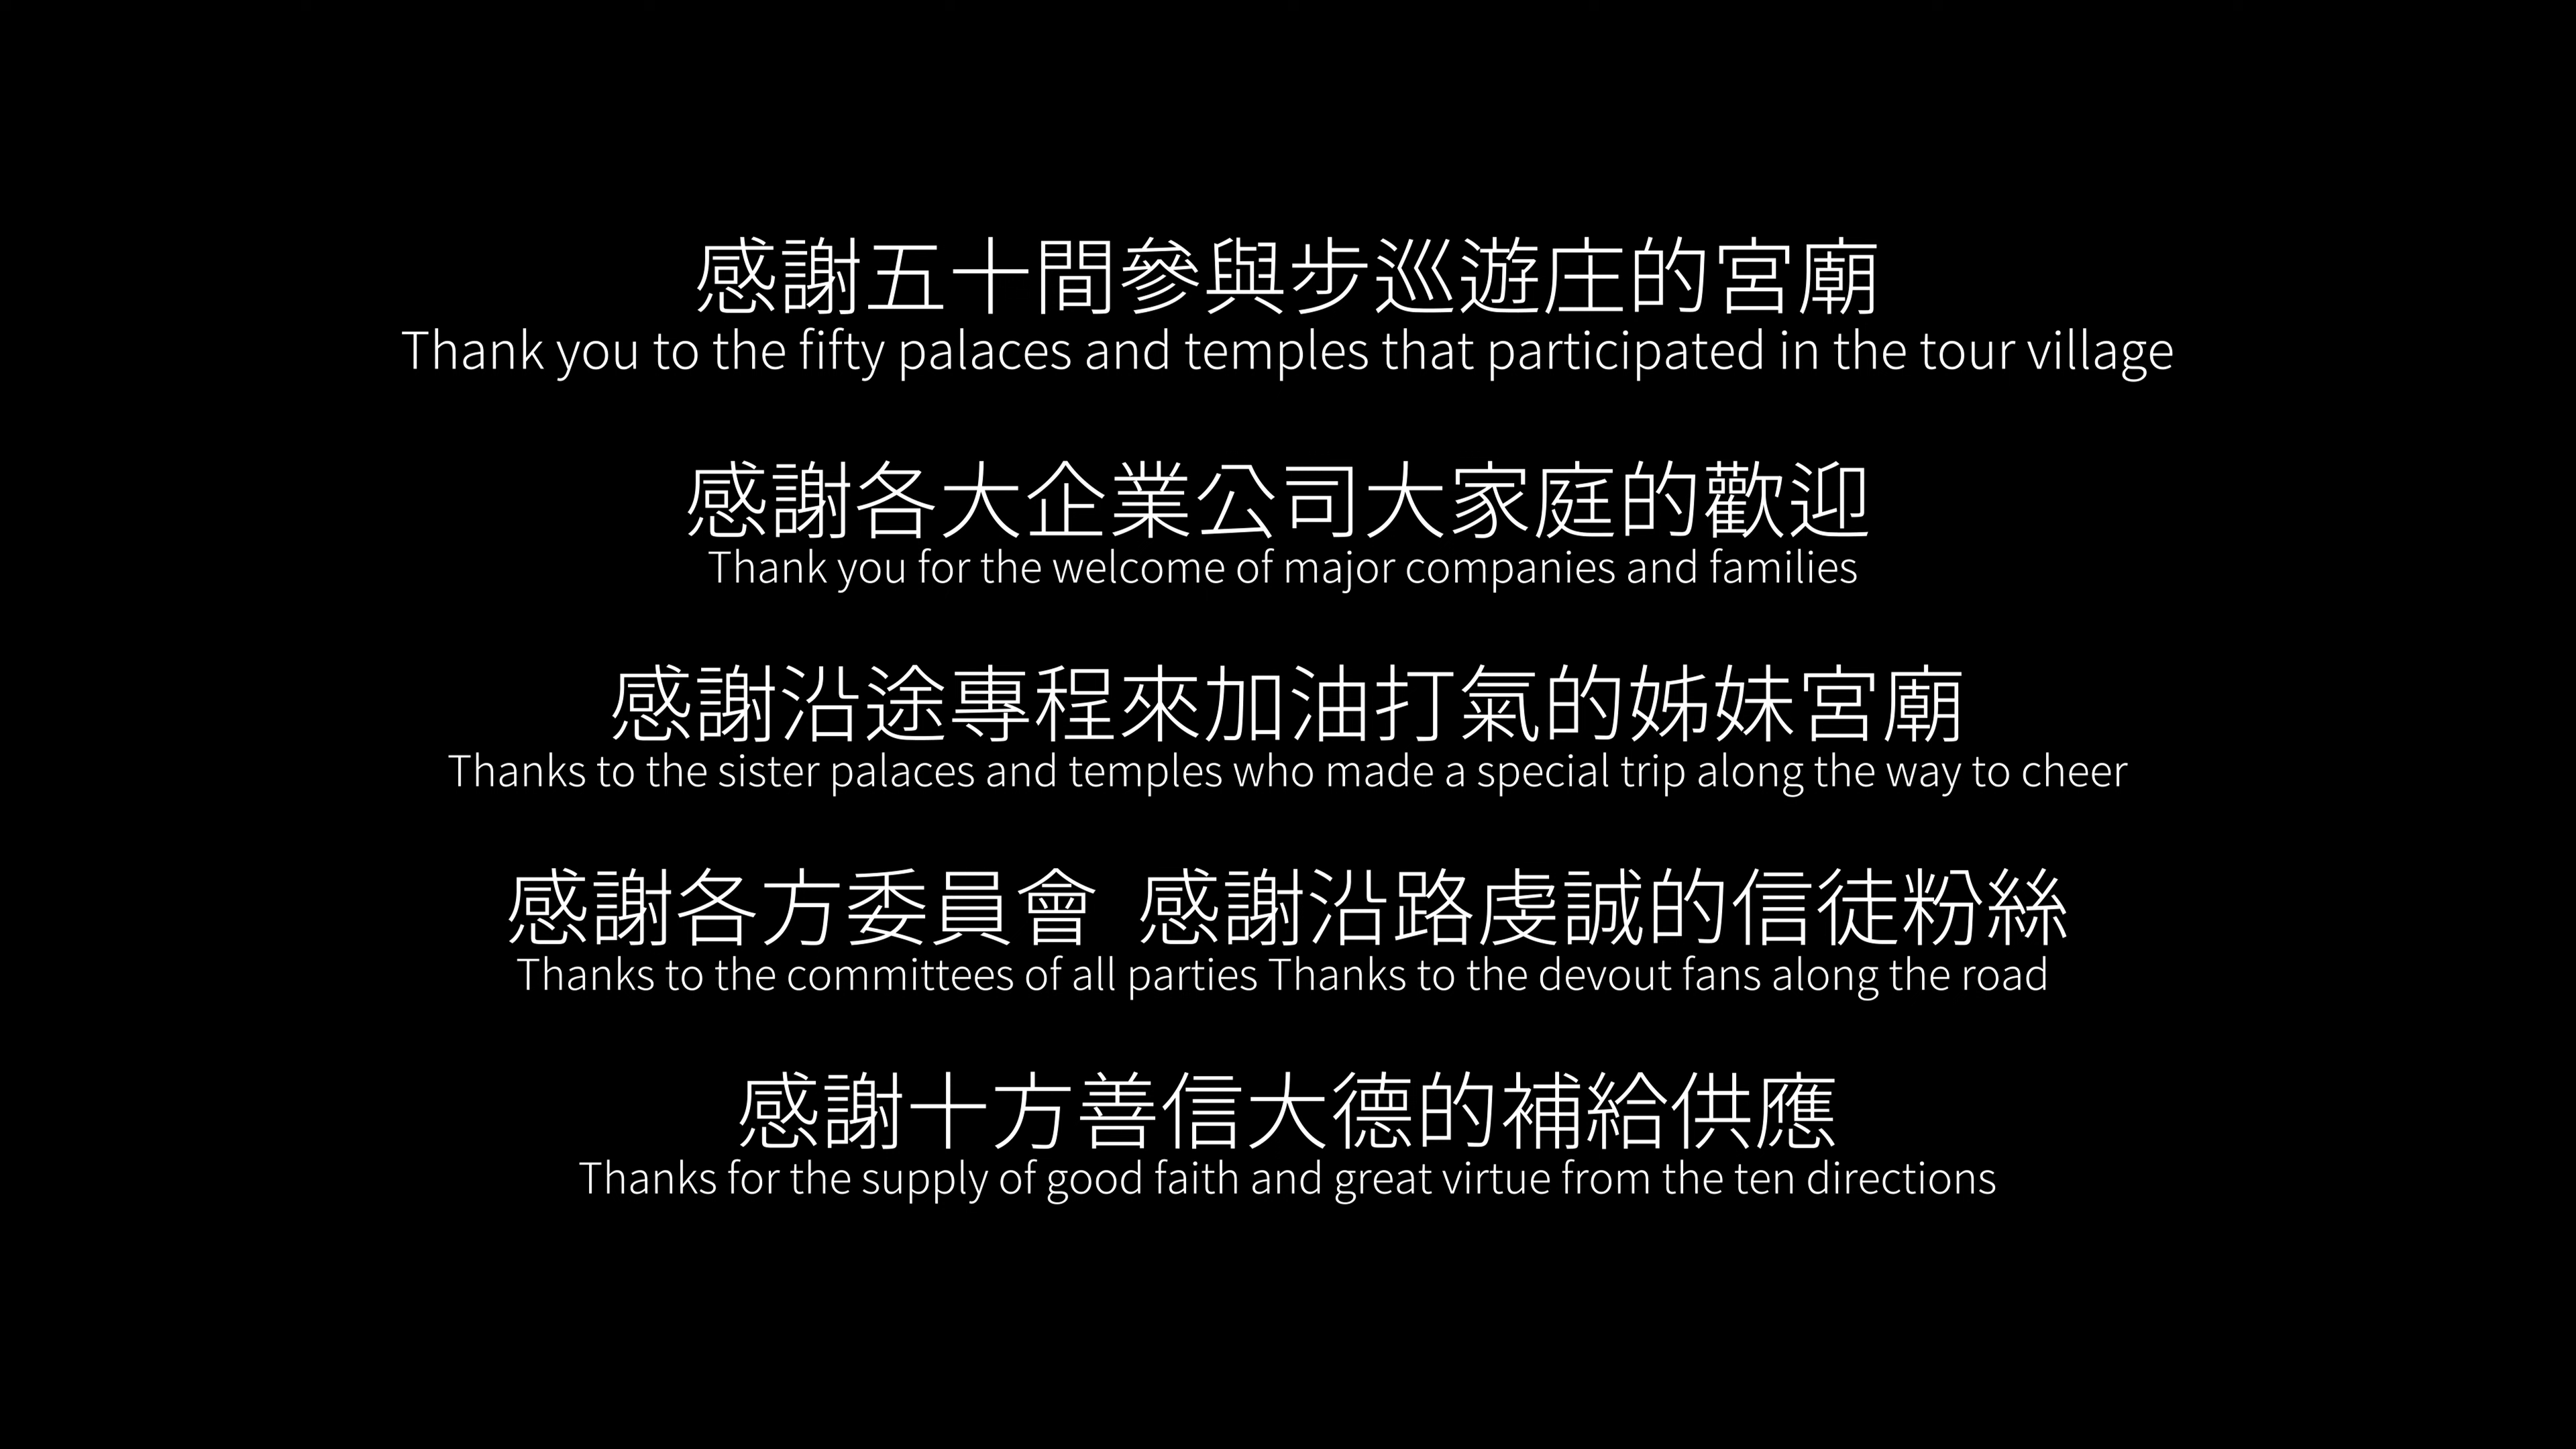 感謝五十間參與步巡遊庄的宮廟
Thank you to the fifty palaces and temples that participated in the tour village
感謝各大企業公司大家庭的歡迎
Thank you for the welcome of major companies and families
感謝沿途專程來加油打氣的姊妹宮廟
Thanks to the sister palaces and temples who made a special trip along the way to cheer
感謝各方委員會 感謝沿路虔誠的信徒粉絲
Thanks to the committees of all parties Thanks to the devout fans along the road
感謝十方善信大德的補給供應
Thanks for the supply of good faith and great virtue from the ten directions